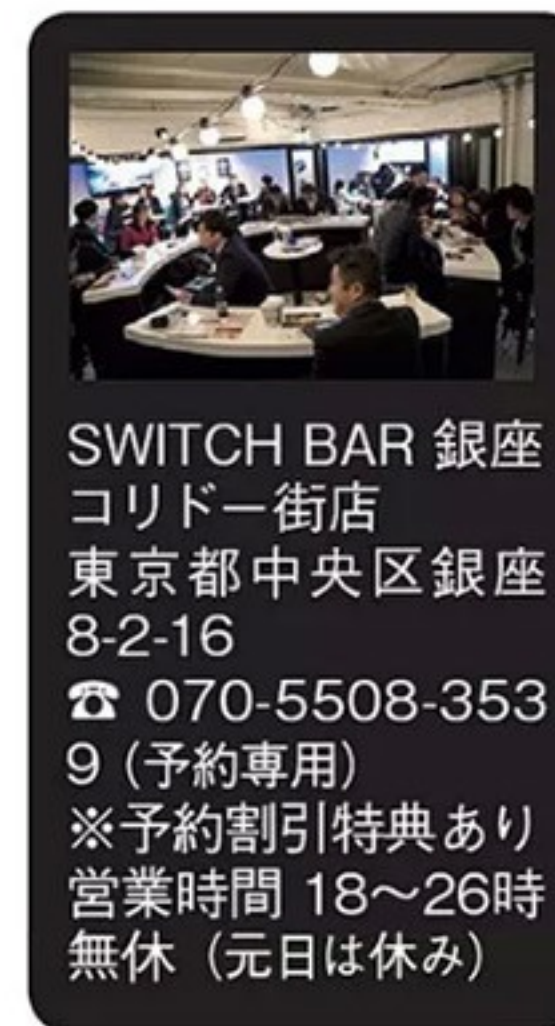 SWITCH BAR 銀座
コリドー街店
東京都中央区銀座
8-2-16
☎ 070-5508-353
9（予約専用）
※予約割引特典あり
営業時間 18〜26時
無休（元日は休み）